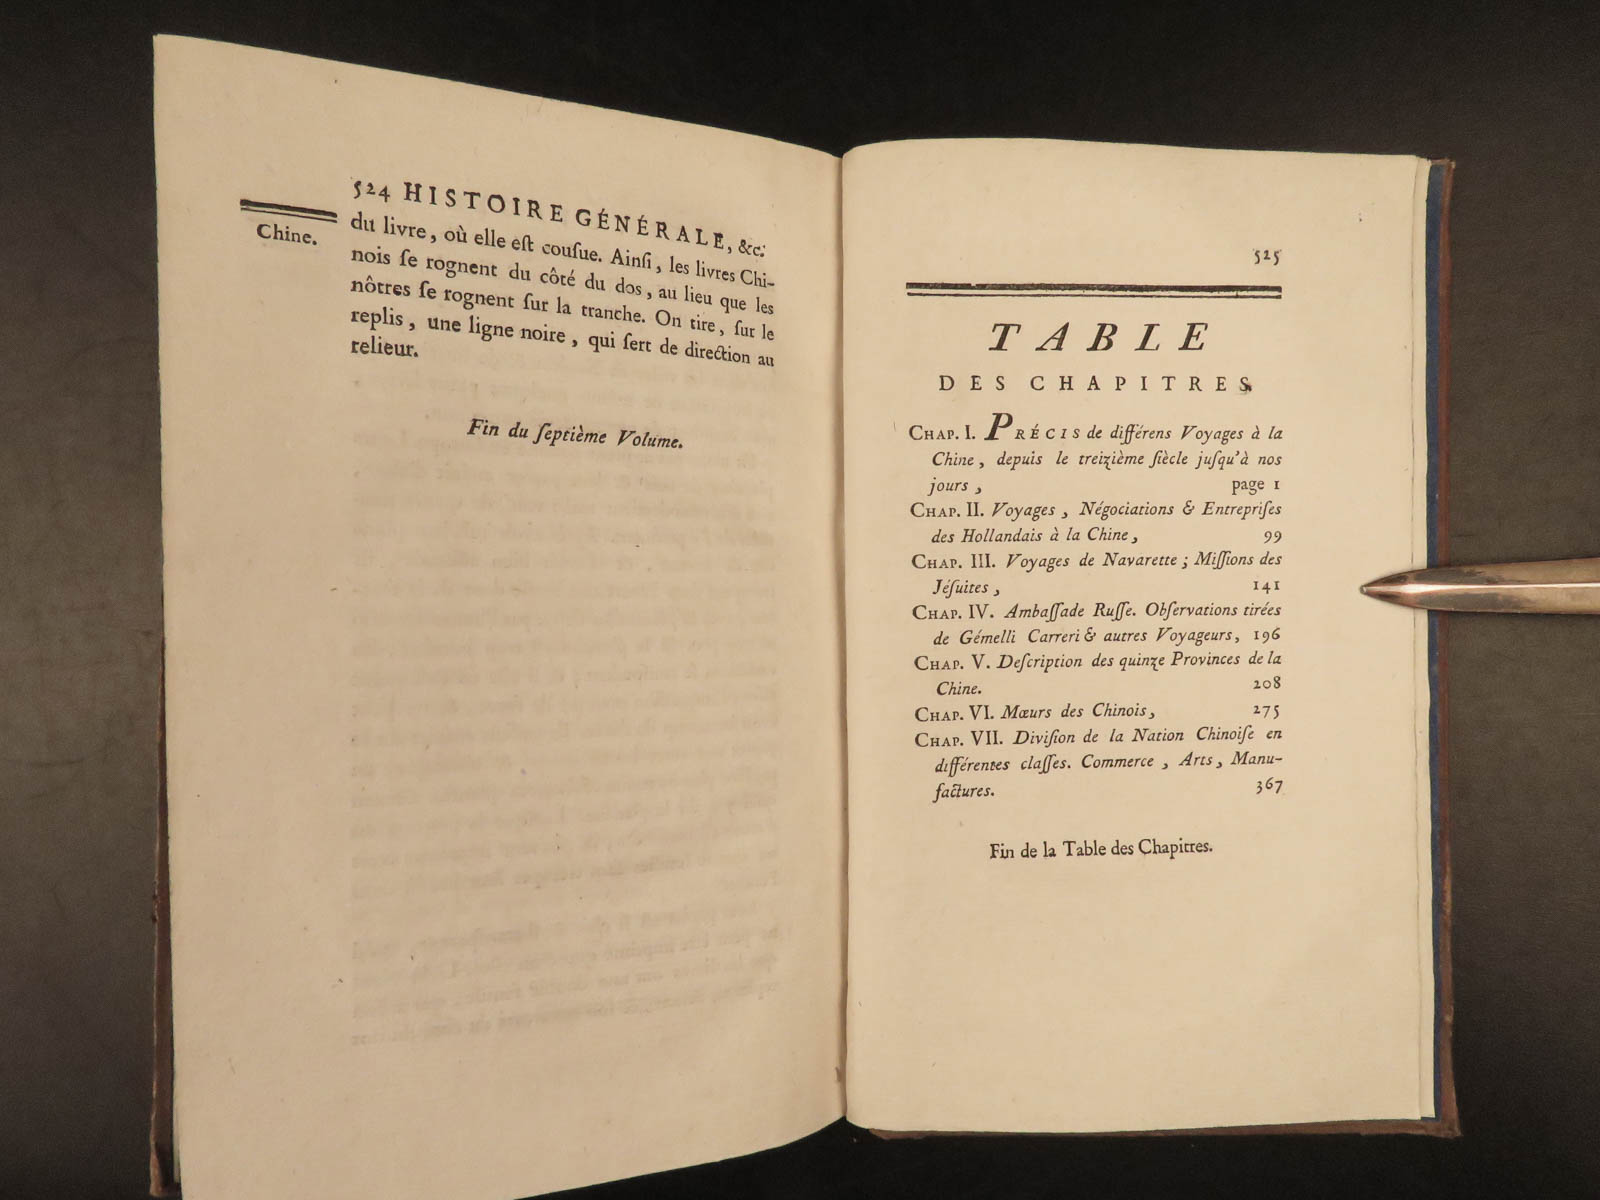 524 HISTOIRE GÉNÉRALE, &c.
Chine.
du livre, où elle eſt couſue. Ainſi, les livres Chi-
nois ſe rognent du côté du dos, au lieu que les
nôtres ſe rognent ſur la tranche. On tire, ſur le
replis, une ligne noire, qui ſert de direction au
relieur.
Fin du ſeptième Volume.
525
TABLE
DES CHAPITRES
CHAP. I. PRÉCIS de différens Voyages à la
Chine, depuis le treizième ſiècle juſqu'à nos
jours, page 1
CHAP. II. Voyages, Négociations & Entrepriſes
des Hollandais à la Chine, 99
CHAP. III. Voyages de Navarette ; Miſſions des
Jéſuites, 141
CHAP. IV. Ambaſſade Ruſſe. Obſervations tirées
de Gémelli Carreri & autres Voyageurs, 196
CHAP. V. Deſcription des quinze Provinces de la
Chine. 208
CHAP. VI. Mœurs des Chinois, 275
CHAP. VII. Diviſion de la Nation Chinoiſe en
différentes claſſes. Commerce, Arts, Manu-
factures. 367
Fin de la Table des Chapitres.